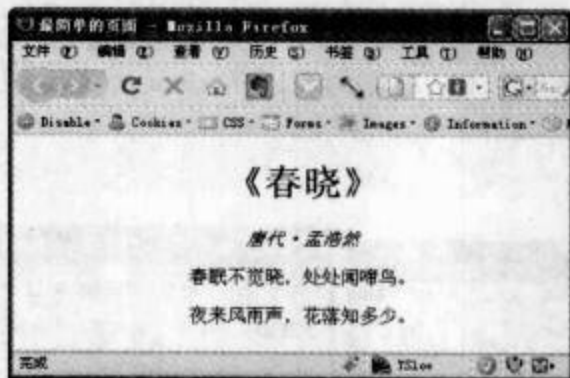 最简单的页面 - Mozilla Firefox
文件 (F) 编辑 (E) 查看 (V) 历史 (S) 书签 (B) 工具 (T) 帮助 (H)
Disable Cookies CSS Forms Images Information
《春晓》
唐代·孟浩然
春眠不觉晓，处处闻啼鸟。
夜来风雨声，花落知多少。
完成 YSlow